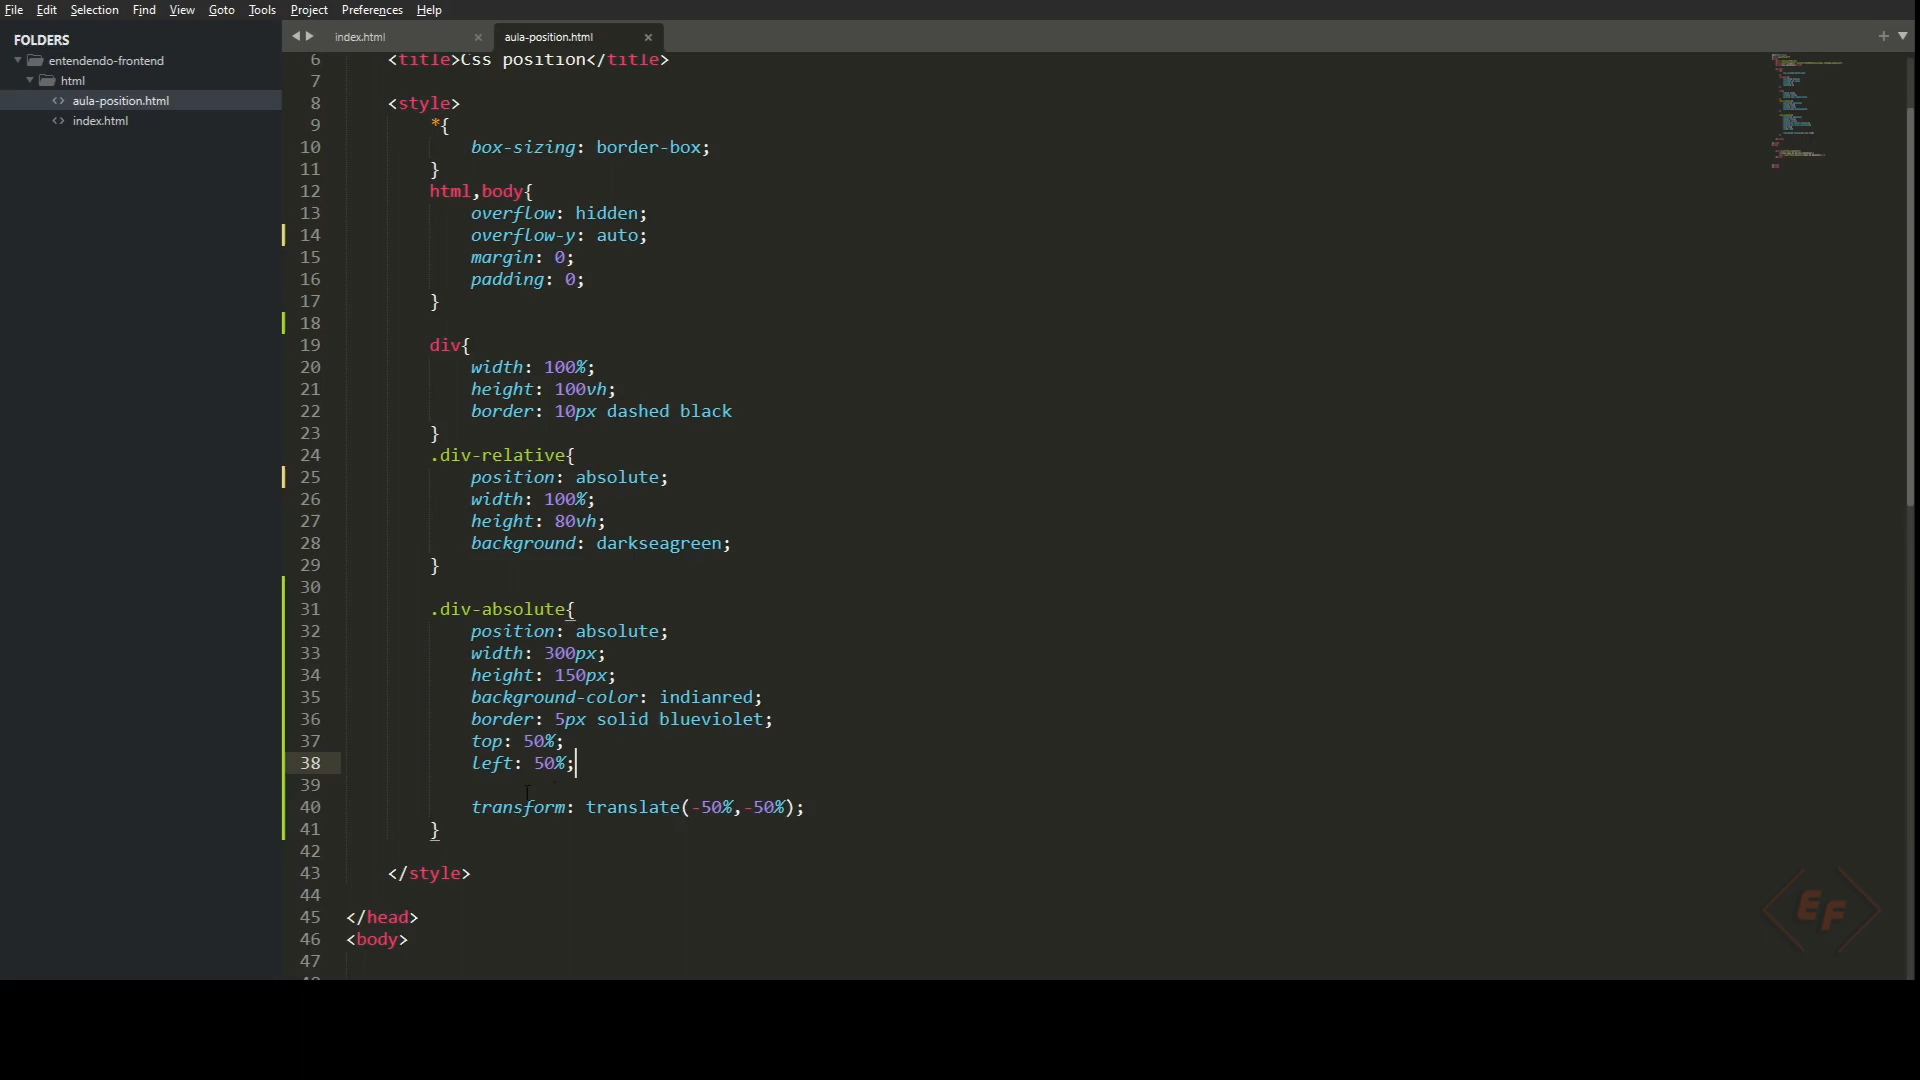 File Edit Selection Find View Goto Tools Project Preferences Help
FOLDERS
entendendo-frontend
html
<> aula-position.html
<> index.html
index.html ×
aula-position.html ×
6 <title>Css position</title>
7
8 <style>
9 *{
10 box-sizing: border-box;
11 }
12 html,body{
13 overflow: hidden;
14 overflow-y: auto;
15 margin: 0;
16 padding: 0;
17 }
18
19 div{
20 width: 100%;
21 height: 100vh;
22 border: 10px dashed black
23 }
24 .div-relative{
25 position: absolute;
26 width: 100%;
27 height: 80vh;
28 background: darkseagreen;
29 }
30
31 .div-absolute{
32 position: absolute;
33 width: 300px;
34 height: 150px;
35 background-color: indianred;
36 border: 5px solid blueviolet;
37 top: 50%;
38 left: 50%;
39
40 transform: translate(-50%,-50%);
41 }
42
43 </style>
44
45 </head>
46 <body>
47
EF